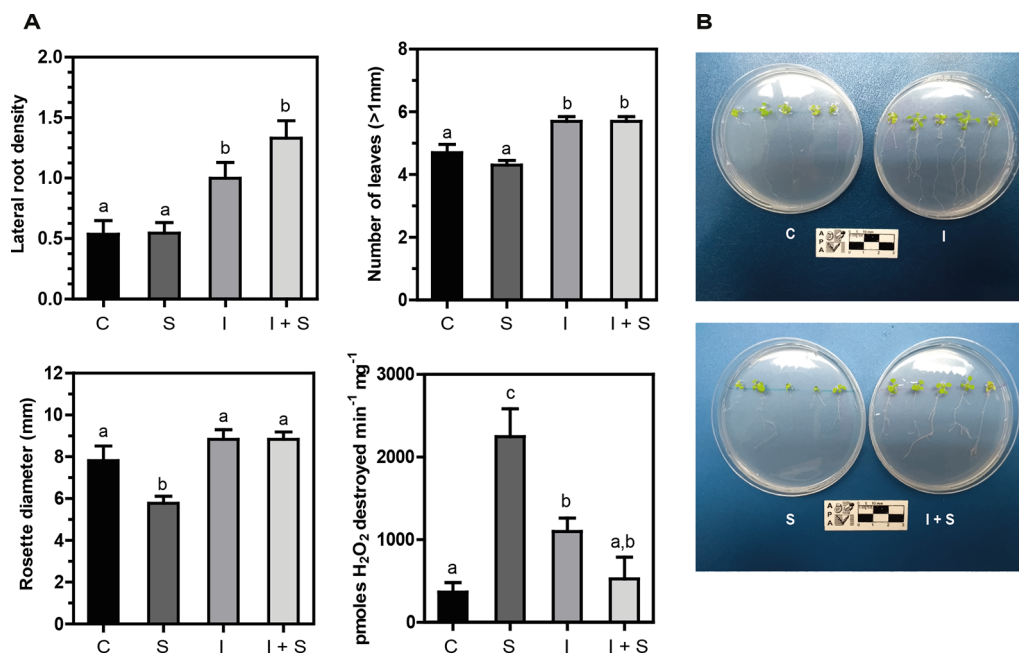 A
B
Lateral root density
2.0
1.5
1.0
0.5
0.0
a
a
b
b
C
S
I
I + S
Number of leaves (>1mm)
8
6
4
2
0
a
a
b
b
C
S
I
I + S
Rosette diameter (mm)
12
10
8
6
4
2
0
a
b
a
a
C
S
I
I + S
pmoles H₂O₂ destroyed min⁻¹ mg⁻¹
3000
2000
1000
0
a
c
b
a,b
C
S
I
I + S
C
I
A
P
A
S
I + S
A
P
A